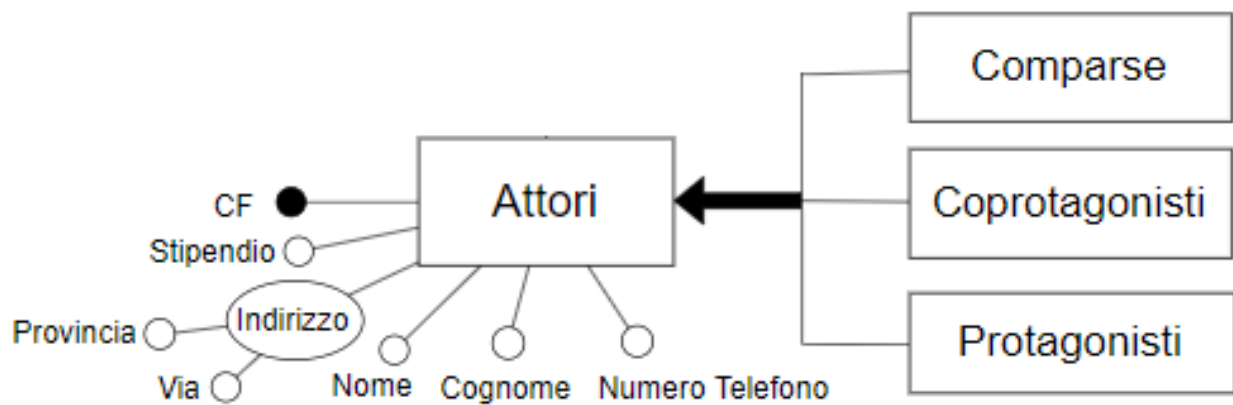 Comparse
Attori
Coprotagonisti
CF
Stipendio
Indirizzo
Provincia
Protagonisti
Via
Nome
Cognome
Numero Telefono